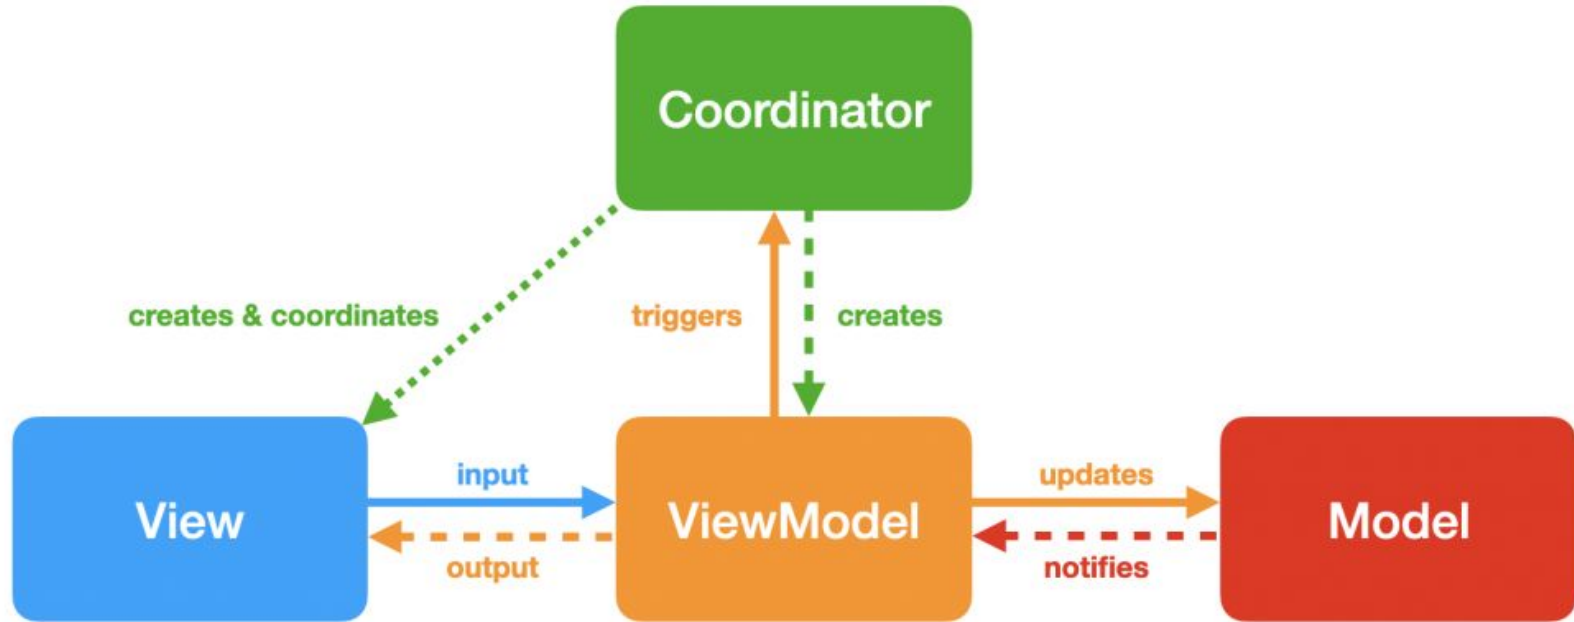 Coordinator
creates & coordinates
triggers
creates
input
updates
View
ViewModel
Model
output
notifies